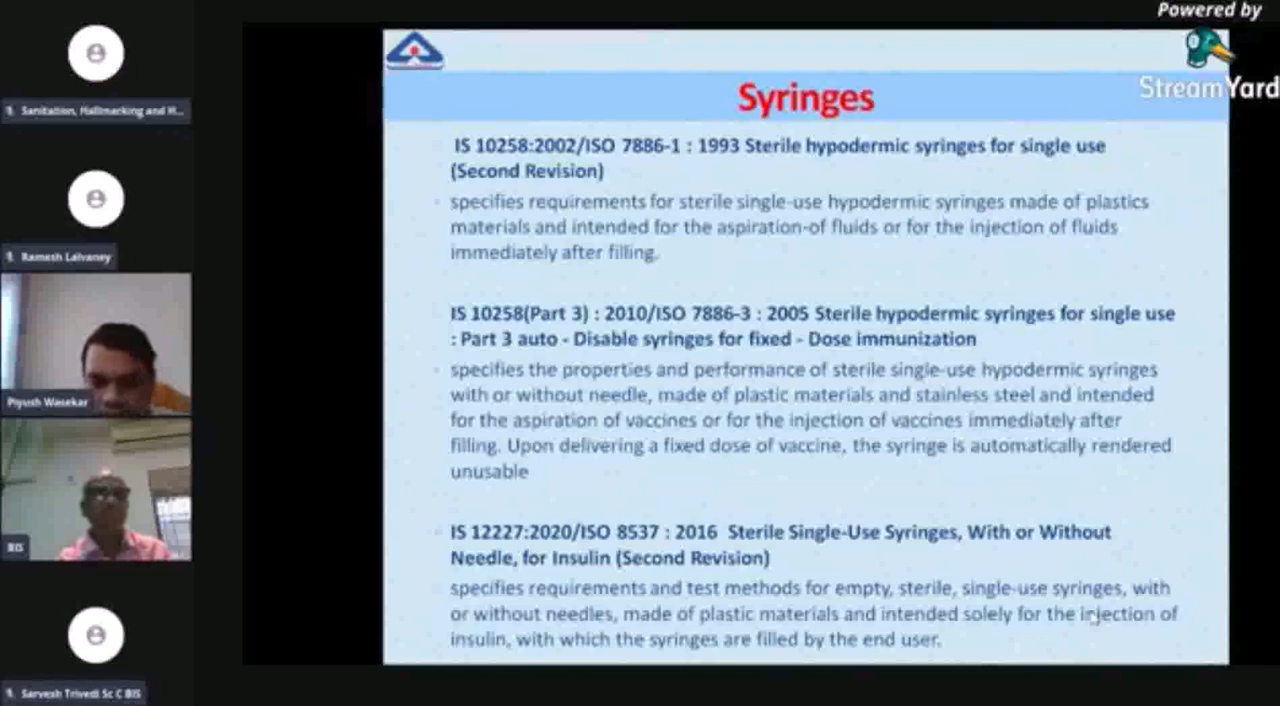 Powered by
StreamYard
Sanitation, Hallmarking and H...
Ramesh Lalvaney
Piyush Wasekar
BIS
Sarvesh Trivedi Sc C BIS
Syringes
IS 10258:2002/ISO 7886-1 : 1993 Sterile hypodermic syringes for single use
(Second Revision)
specifies requirements for sterile single-use hypodermic syringes made of plastics
materials and intended for the aspiration-of fluids or for the injection of fluids
immediately after filling.
IS 10258(Part 3) : 2010/ISO 7886-3 : 2005 Sterile hypodermic syringes for single use
: Part 3 auto - Disable syringes for fixed - Dose immunization
specifies the properties and performance of sterile single-use hypodermic syringes
with or without needle, made of plastic materials and stainless steel and intended
for the aspiration of vaccines or for the injection of vaccines immediately after
filling. Upon delivering a fixed dose of vaccine, the syringe is automatically rendered
unusable
IS 12227:2020/ISO 8537 : 2016 Sterile Single-Use Syringes, With or Without
Needle, for Insulin (Second Revision)
specifies requirements and test methods for empty, sterile, single-use syringes, with
or without needles, made of plastic materials and intended solely for the injection of
insulin, with which the syringes are filled by the end user.